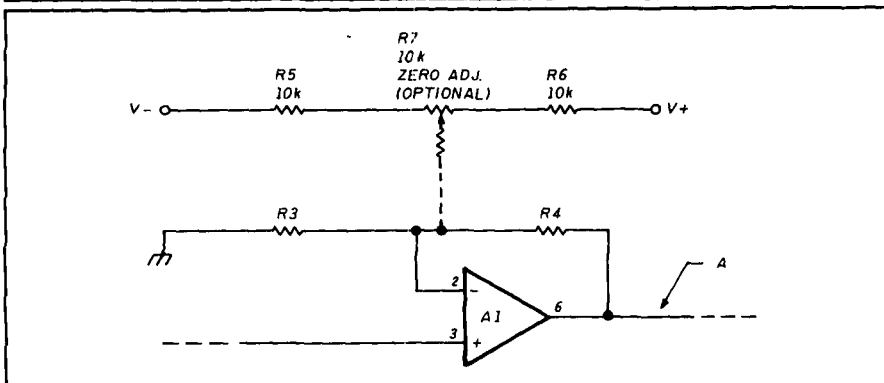 R7
10k
ZERO ADJ.
(OPTIONAL)
R5
10k
R6
10k
V-
V+
R3
R4
2
-
A1
6
3
+
A